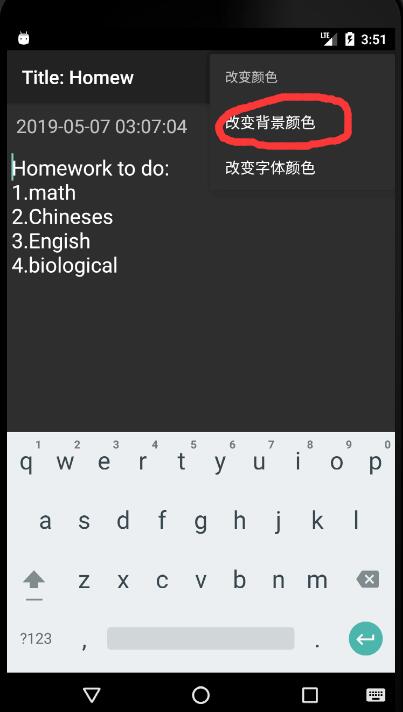 LTE 3:51
Title: Homew
改变颜色
2019-05-07 03:07:04
改变背景颜色
改变字体颜色
Homework to do:
1.math
2.Chineses
3.Engish
4.biological
1 2 3 4 5 6 7 8 9 0
q w e r t y u i o p
a s d f g h j k l
z x c v b n m
?123 , .